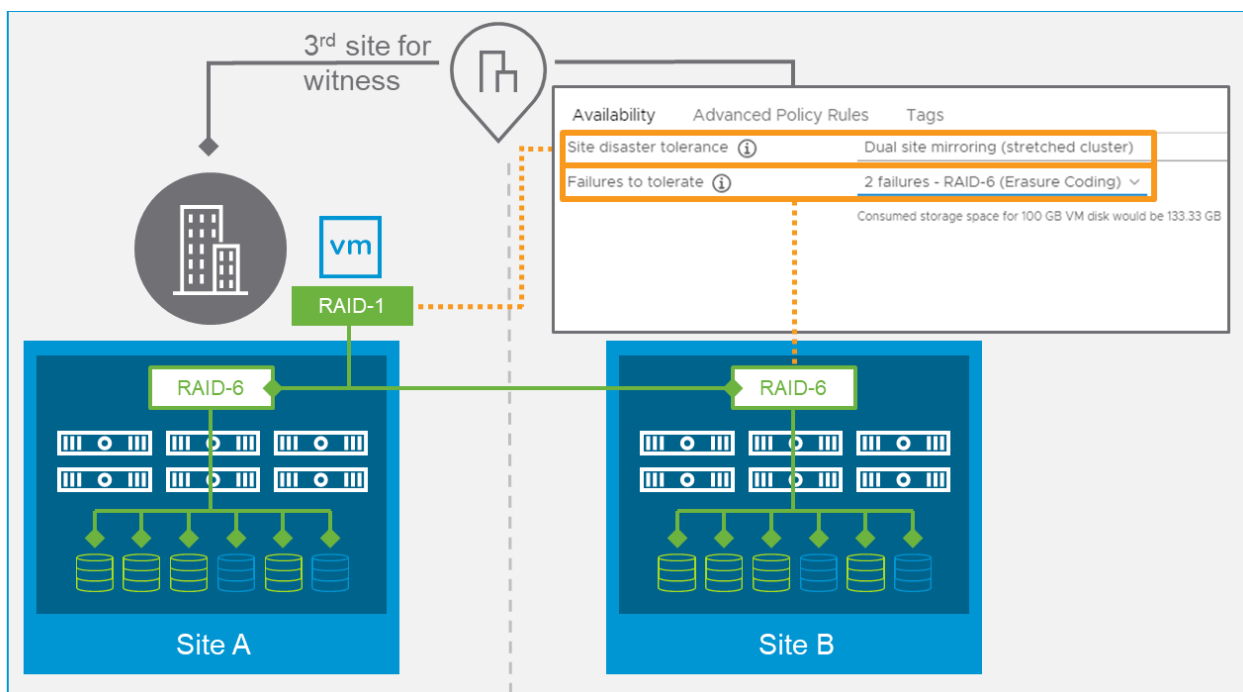 3rd site for
witness
Availability Advanced Policy Rules Tags
Site disaster tolerance Dual site mirroring (stretched cluster)
Failures to tolerate 2 failures - RAID-6 (Erasure Coding)
Consumed storage space for 100 GB VM disk would be 133.33 GB
vm
RAID-1
RAID-6 RAID-6
Site A Site B